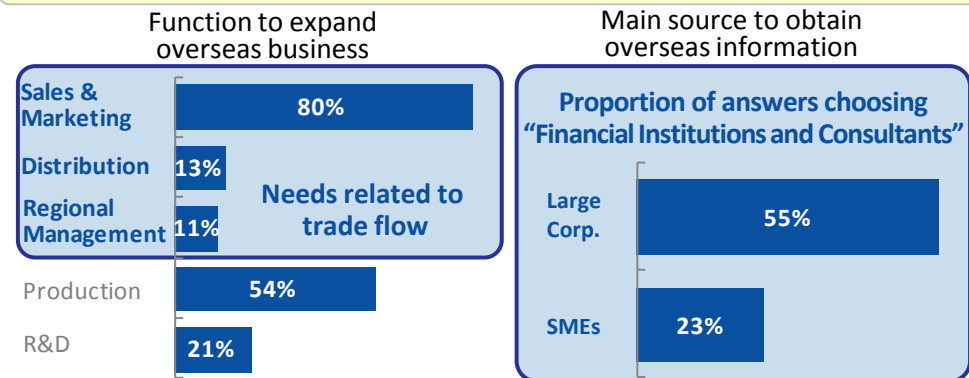 Function to expand
overseas business
Sales &
Marketing
80%
Distribution
13%
Regional
Management
11%
Needs related to
trade flow
Production
54%
R&D
21%
Main source to obtain
overseas information
Proportion of answers choosing
“Financial Institutions and Consultants”
Large
Corp.
55%
SMEs
23%